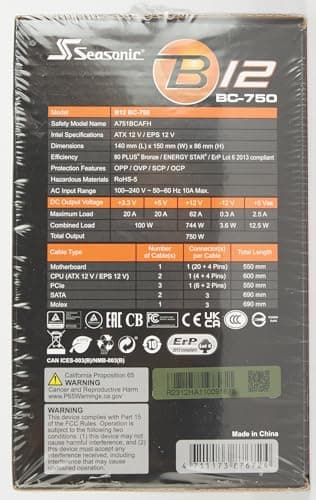 Seasonic
B12
BC-750
Model B12 BC-750
Safety Model Name A751BCAFH
Intel Specifications ATX 12 V / EPS 12 V
Dimensions 140 mm (L) x 150 mm (W) x 86 mm (H)
Efficiency 80 PLUS® Bronze / ENERGY STAR® / ErP Lot 6 2013 compliant
Protection Features OPP / OVP / SCP / OCP
Hazardous Materials RoHS-5
AC Input Range 100~240 V ~ 50–60 Hz 10A Max.
DC Output Voltage +3.3 V +5 V +12 V -12 V +5 Vsb
Maximum Load 20 A 20 A 62 A 0.3 A 2.5 A
Combined Load 100 W 744 W 3.6 W 12.5 W
Total Output 750 W
Cable Type Number of Cable(s) Connector(s) per Cable Total Length
Motherboard 1 1 (20 + 4 Pins) 550 mm
CPU (ATX 12 V / EPS 12 V) 2 1 (4 + 4 Pins) 600 mm
PCIe 3 1 (6 + 2 Pins) 550 mm
SATA 2 3 690 mm
Molex 1 3 690 mm
CE EAC UK CA CCC
ErP
Lot 6
2013 compliant
10
CAN ICES-003(B)/NMB-003(B)
California Proposition 65
WARNING
Cancer and Reproductive Harm
www.P65Warnings.ca.gov
WARNING
This device complies with Part 15
of the FCC Rules. Operation is
subject to the following two
conditions: (1) this device may not
cause harmful interference, and
(2) this device must accept any
interference received, including
interference that may cause
Made in China